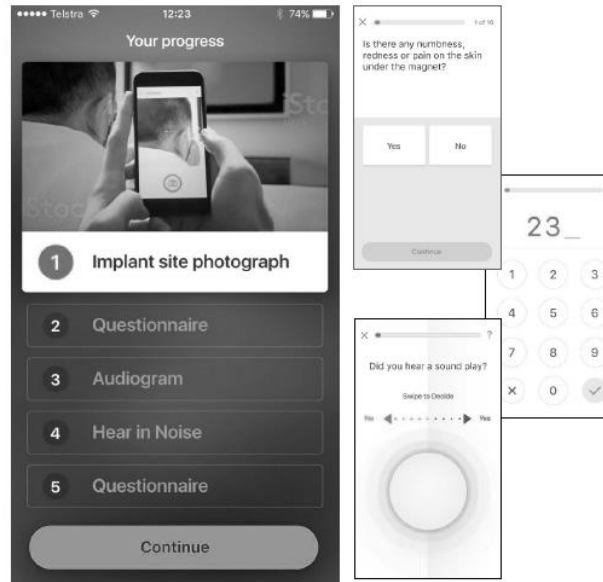 Telstra 12:23 74%
Your progress
iStock
1 Implant site photograph
2 Questionnaire
3 Audiogram
4 Hear in Noise
5 Questionnaire
Continue
1 of 16
Is there any numbness,
redness or pain on the skin
under the magnet?
Yes No
Continue
23_
1 2 3
4 5 6
7 8 9
× 0 ✓
× ?
Did you hear a sound play?
Swipe to Decide
No Yes